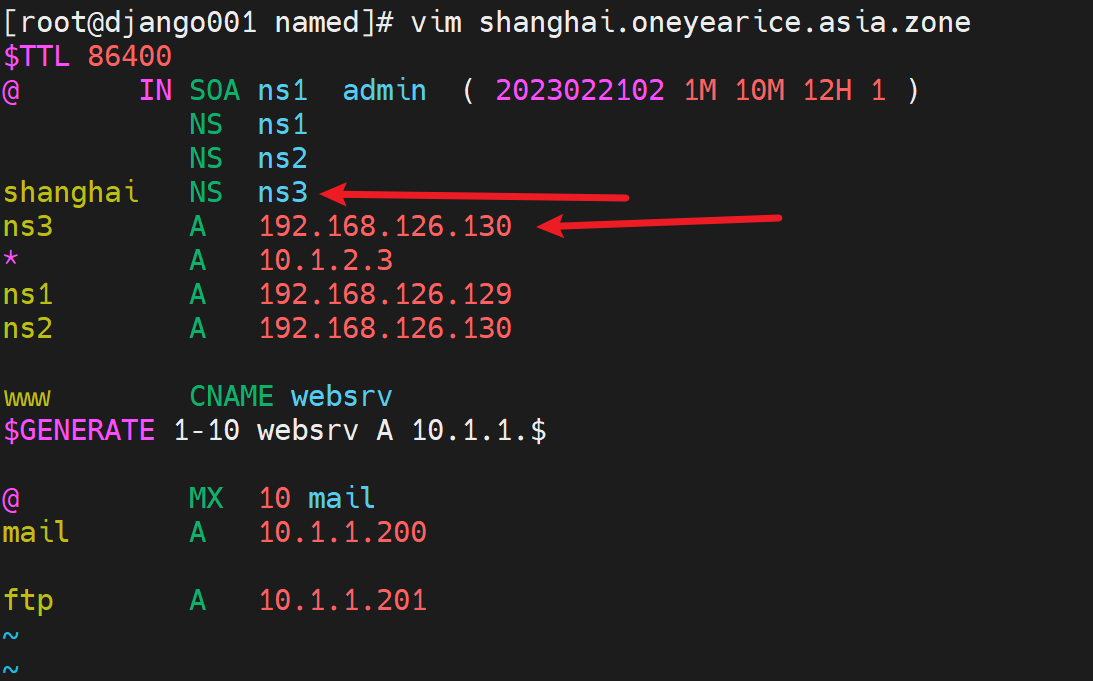 [root@django001 named]# vim shanghai.oneyearice.asia.zone
$TTL 86400
@ IN SOA ns1 admin ( 2023022102 1M 10M 12H 1 )
NS ns1
NS ns2
shanghai NS ns3
ns3 A 192.168.126.130
* A 10.1.2.3
ns1 A 192.168.126.129
ns2 A 192.168.126.130
www CNAME websrv
$GENERATE 1-10 websrv A 10.1.1.$
@ MX 10 mail
mail A 10.1.1.200
ftp A 10.1.1.201
~
~